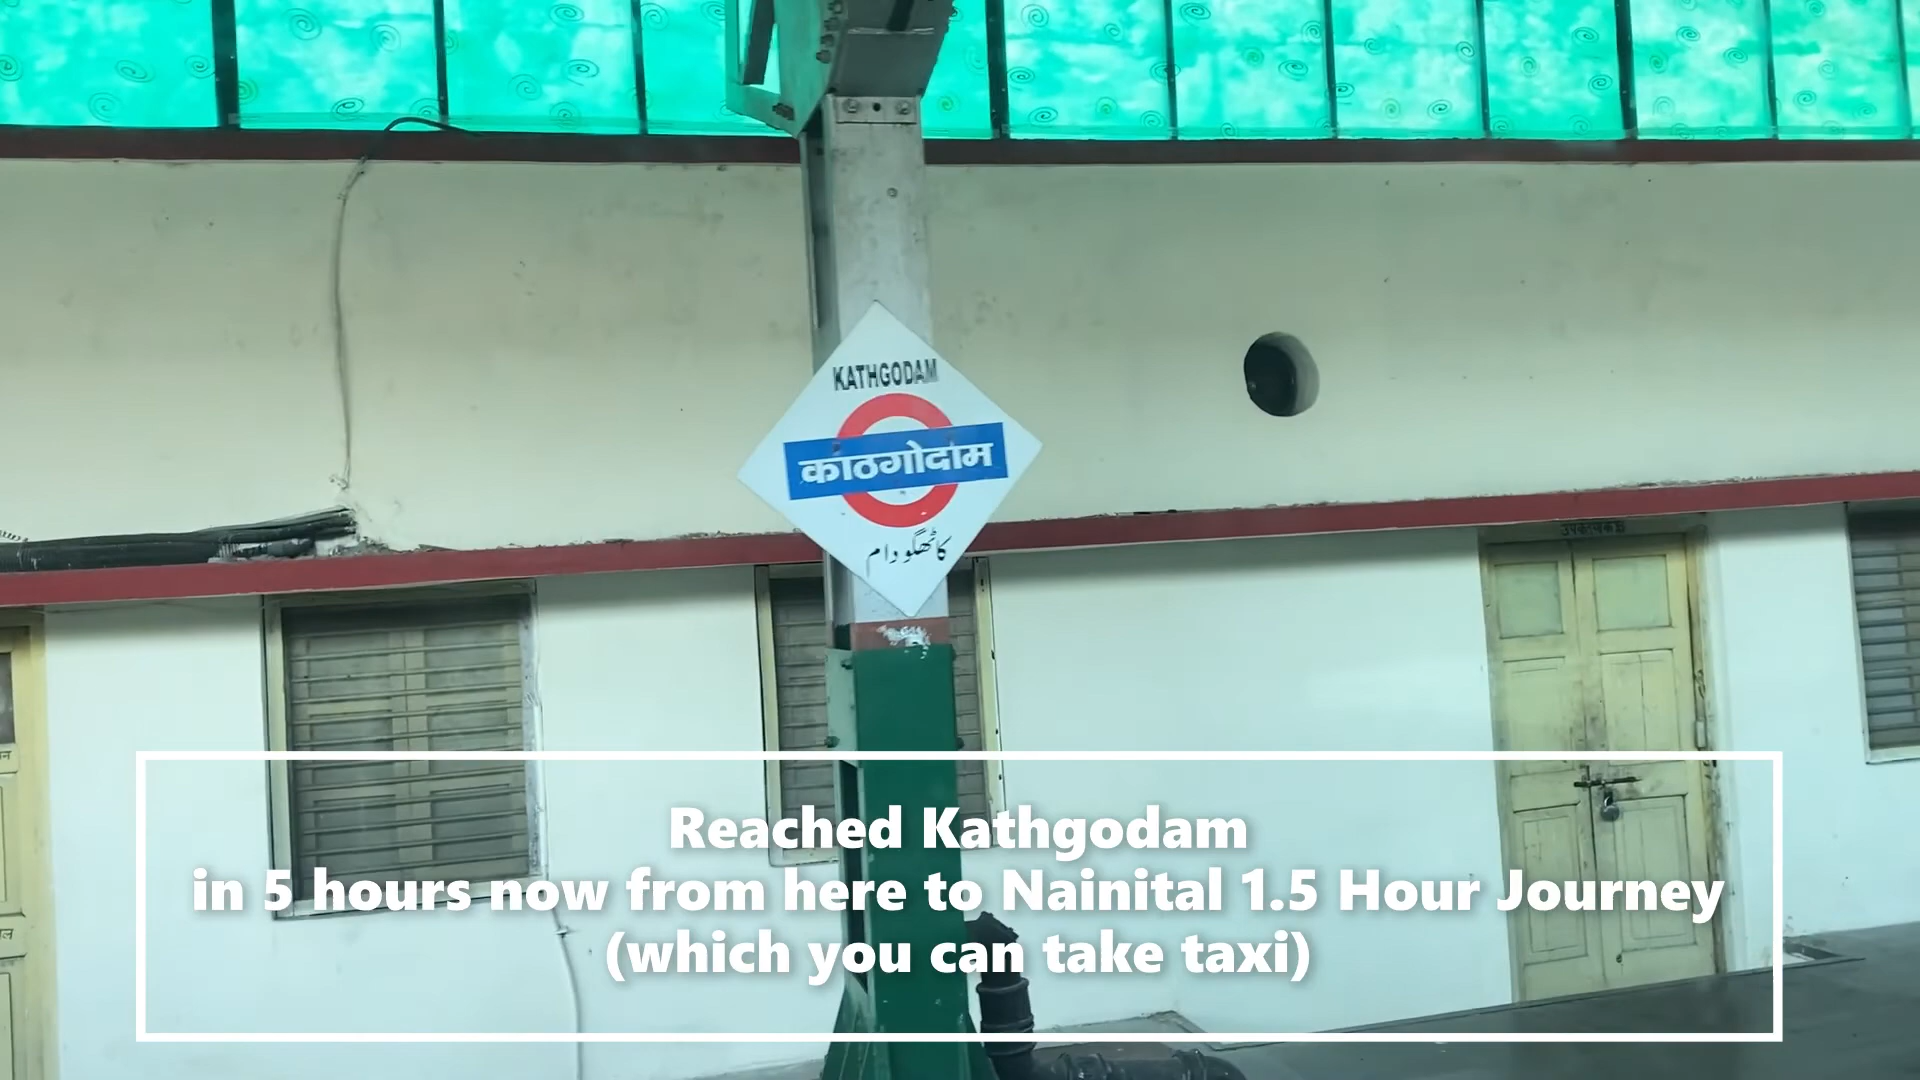 KATHGODAM
काठगोदाम
کاٹھگودام
Reached Kathgodam
in 5 hours now from here to Nainital 1.5 Hour Journey
(which you can take taxi)